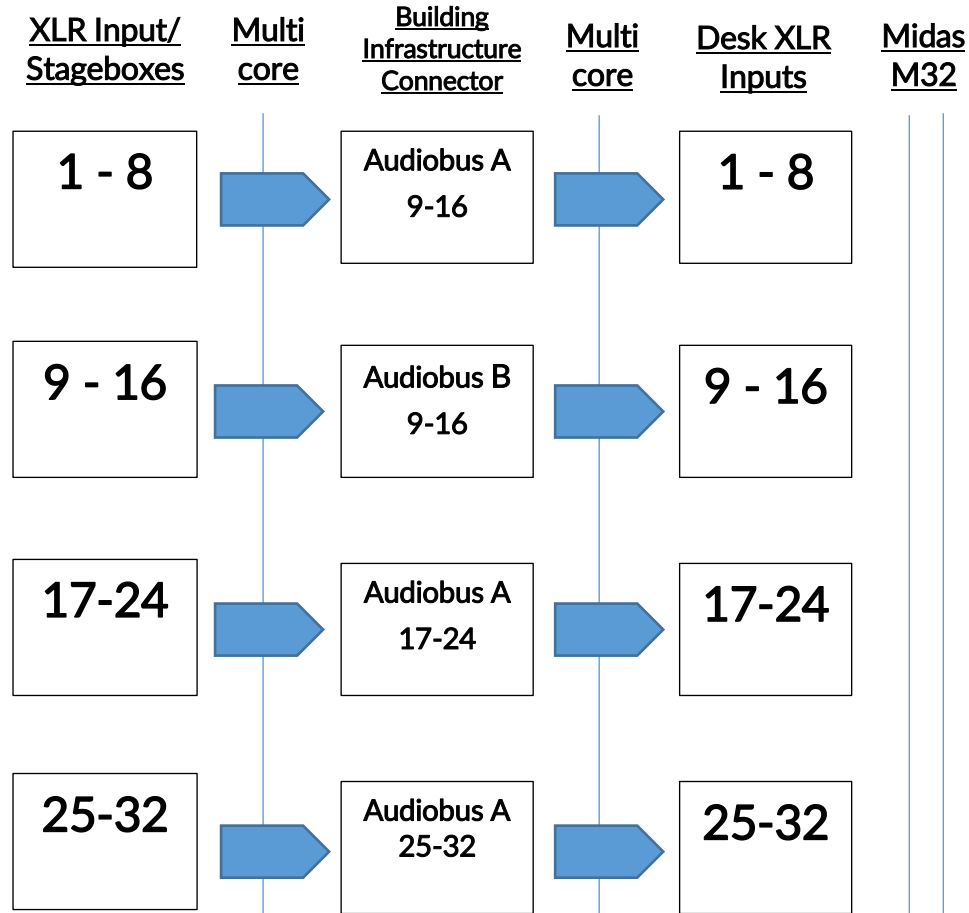 XLR Input/
Stageboxes
Multi
core
Building
Infrastructure
Connector
Multi
core
Desk XLR
Inputs
Midas
M32
1 - 8
Audiobus A
9-16
1 - 8
9 - 16
Audiobus B
9-16
9 - 16
17-24
Audiobus A
17-24
17-24
25-32
Audiobus A
25-32
25-32